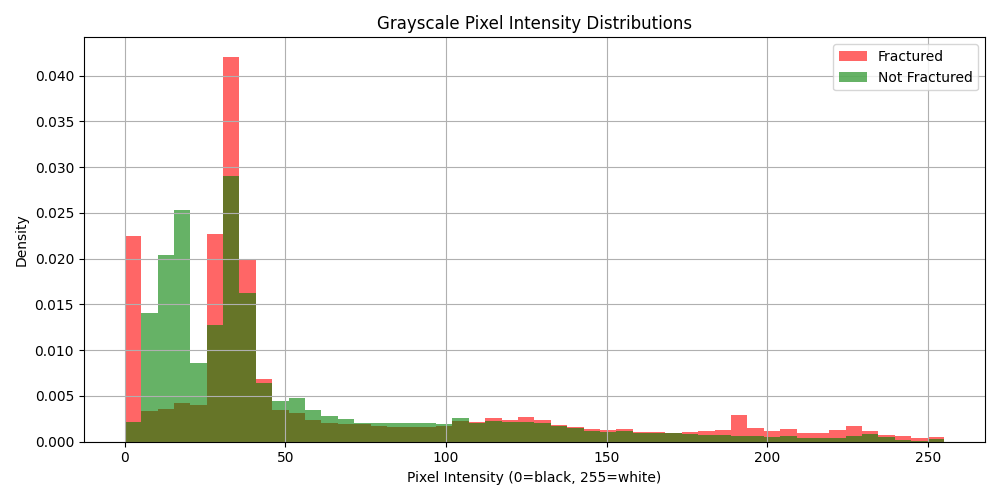 Grayscale Pixel Intensity Distributions
Fractured
Not Fractured
0.040
0.035
0.030
0.025
0.020
0.015
0.010
0.005
0.000
Density
0 50 100 150 200 250
Pixel Intensity (0=black, 255=white)